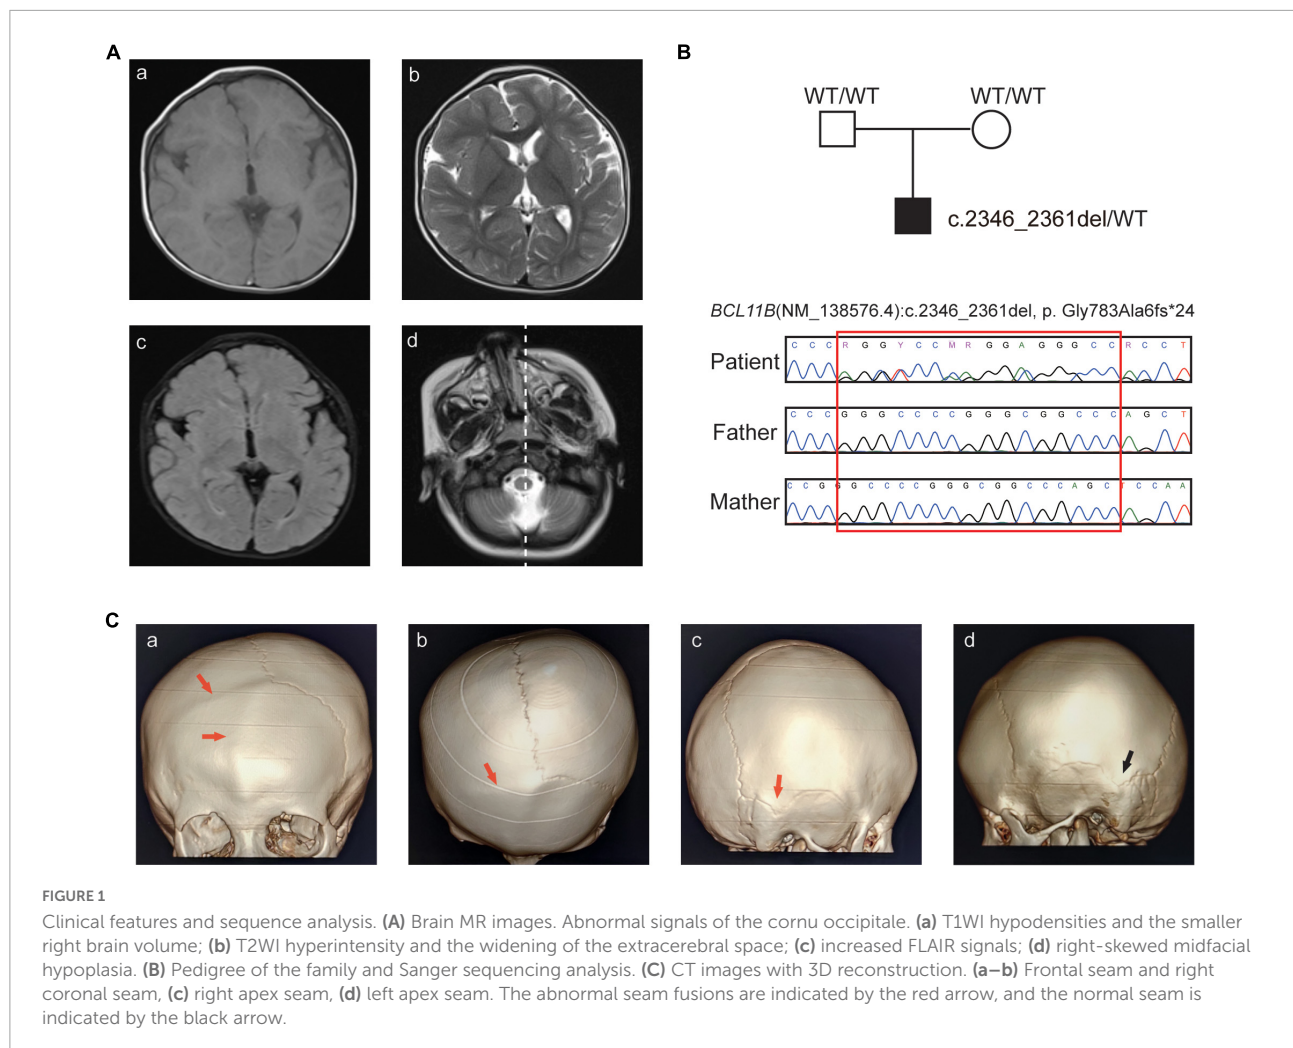 A
a
b
c
d
B
WT/WT WT/WT
c.2346_2361del/WT
BCL11B(NM_138576.4):c.2346_2361del, p. Gly783Ala6fs*24
Patient
C C C R G G Y C C M R G G A G G G C C R C C T
Father
C C C G G G C C C C G G G C G G C C C A G C T
Mather
C C G G G C C C C G G G C G G C C C A G C T C C A A
C
a
b
c
d
FIGURE 1
Clinical features and sequence analysis. (A) Brain MR images. Abnormal signals of the cornu occipitale. (a) T1WI hypodensities and the smaller
right brain volume; (b) T2WI hyperintensity and the widening of the extracerebral space; (c) increased FLAIR signals; (d) right-skewed midfacial
hypoplasia. (B) Pedigree of the family and Sanger sequencing analysis. (C) CT images with 3D reconstruction. (a–b) Frontal seam and right
coronal seam, (c) right apex seam, (d) left apex seam. The abnormal seam fusions are indicated by the red arrow, and the normal seam is
indicated by the black arrow.